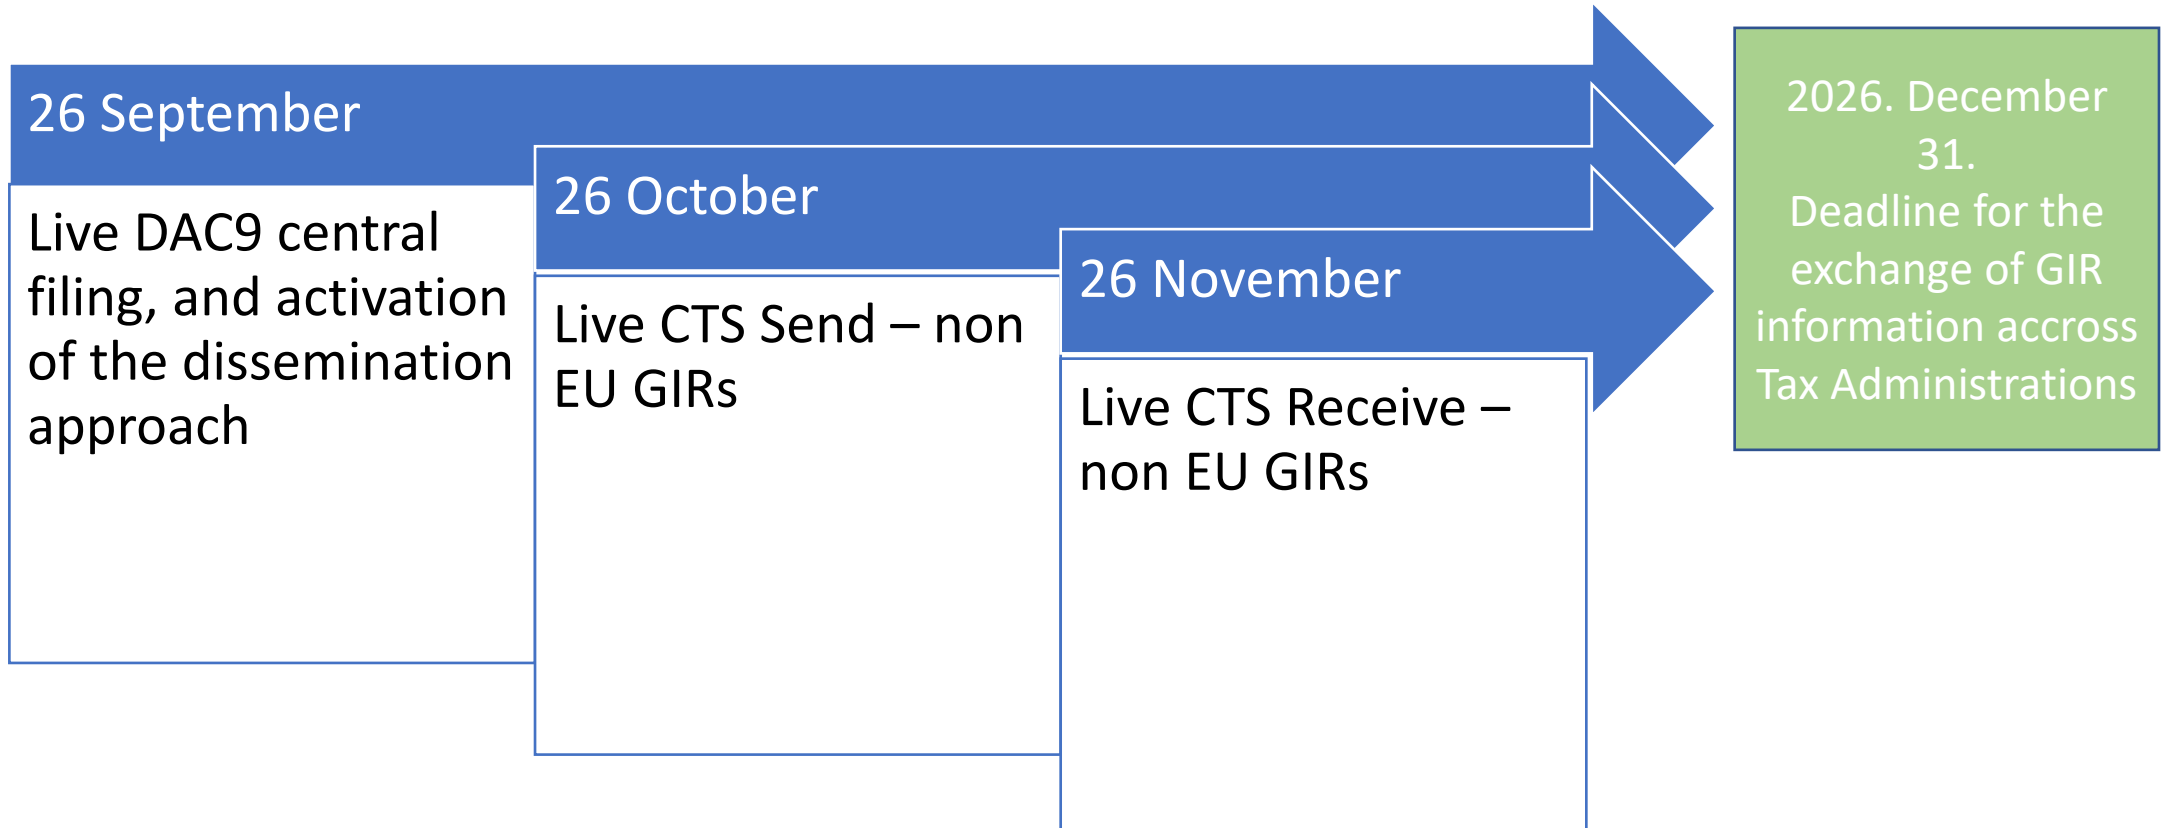 26 September
Live DAC9 central
filing, and activation
of the dissemination
approach
26 October
Live CTS Send – non
EU GIRs
26 November
Live CTS Receive –
non EU GIRs
2026. December
31.
Deadline for the
exchange of GIR
information accross
Tax Administrations